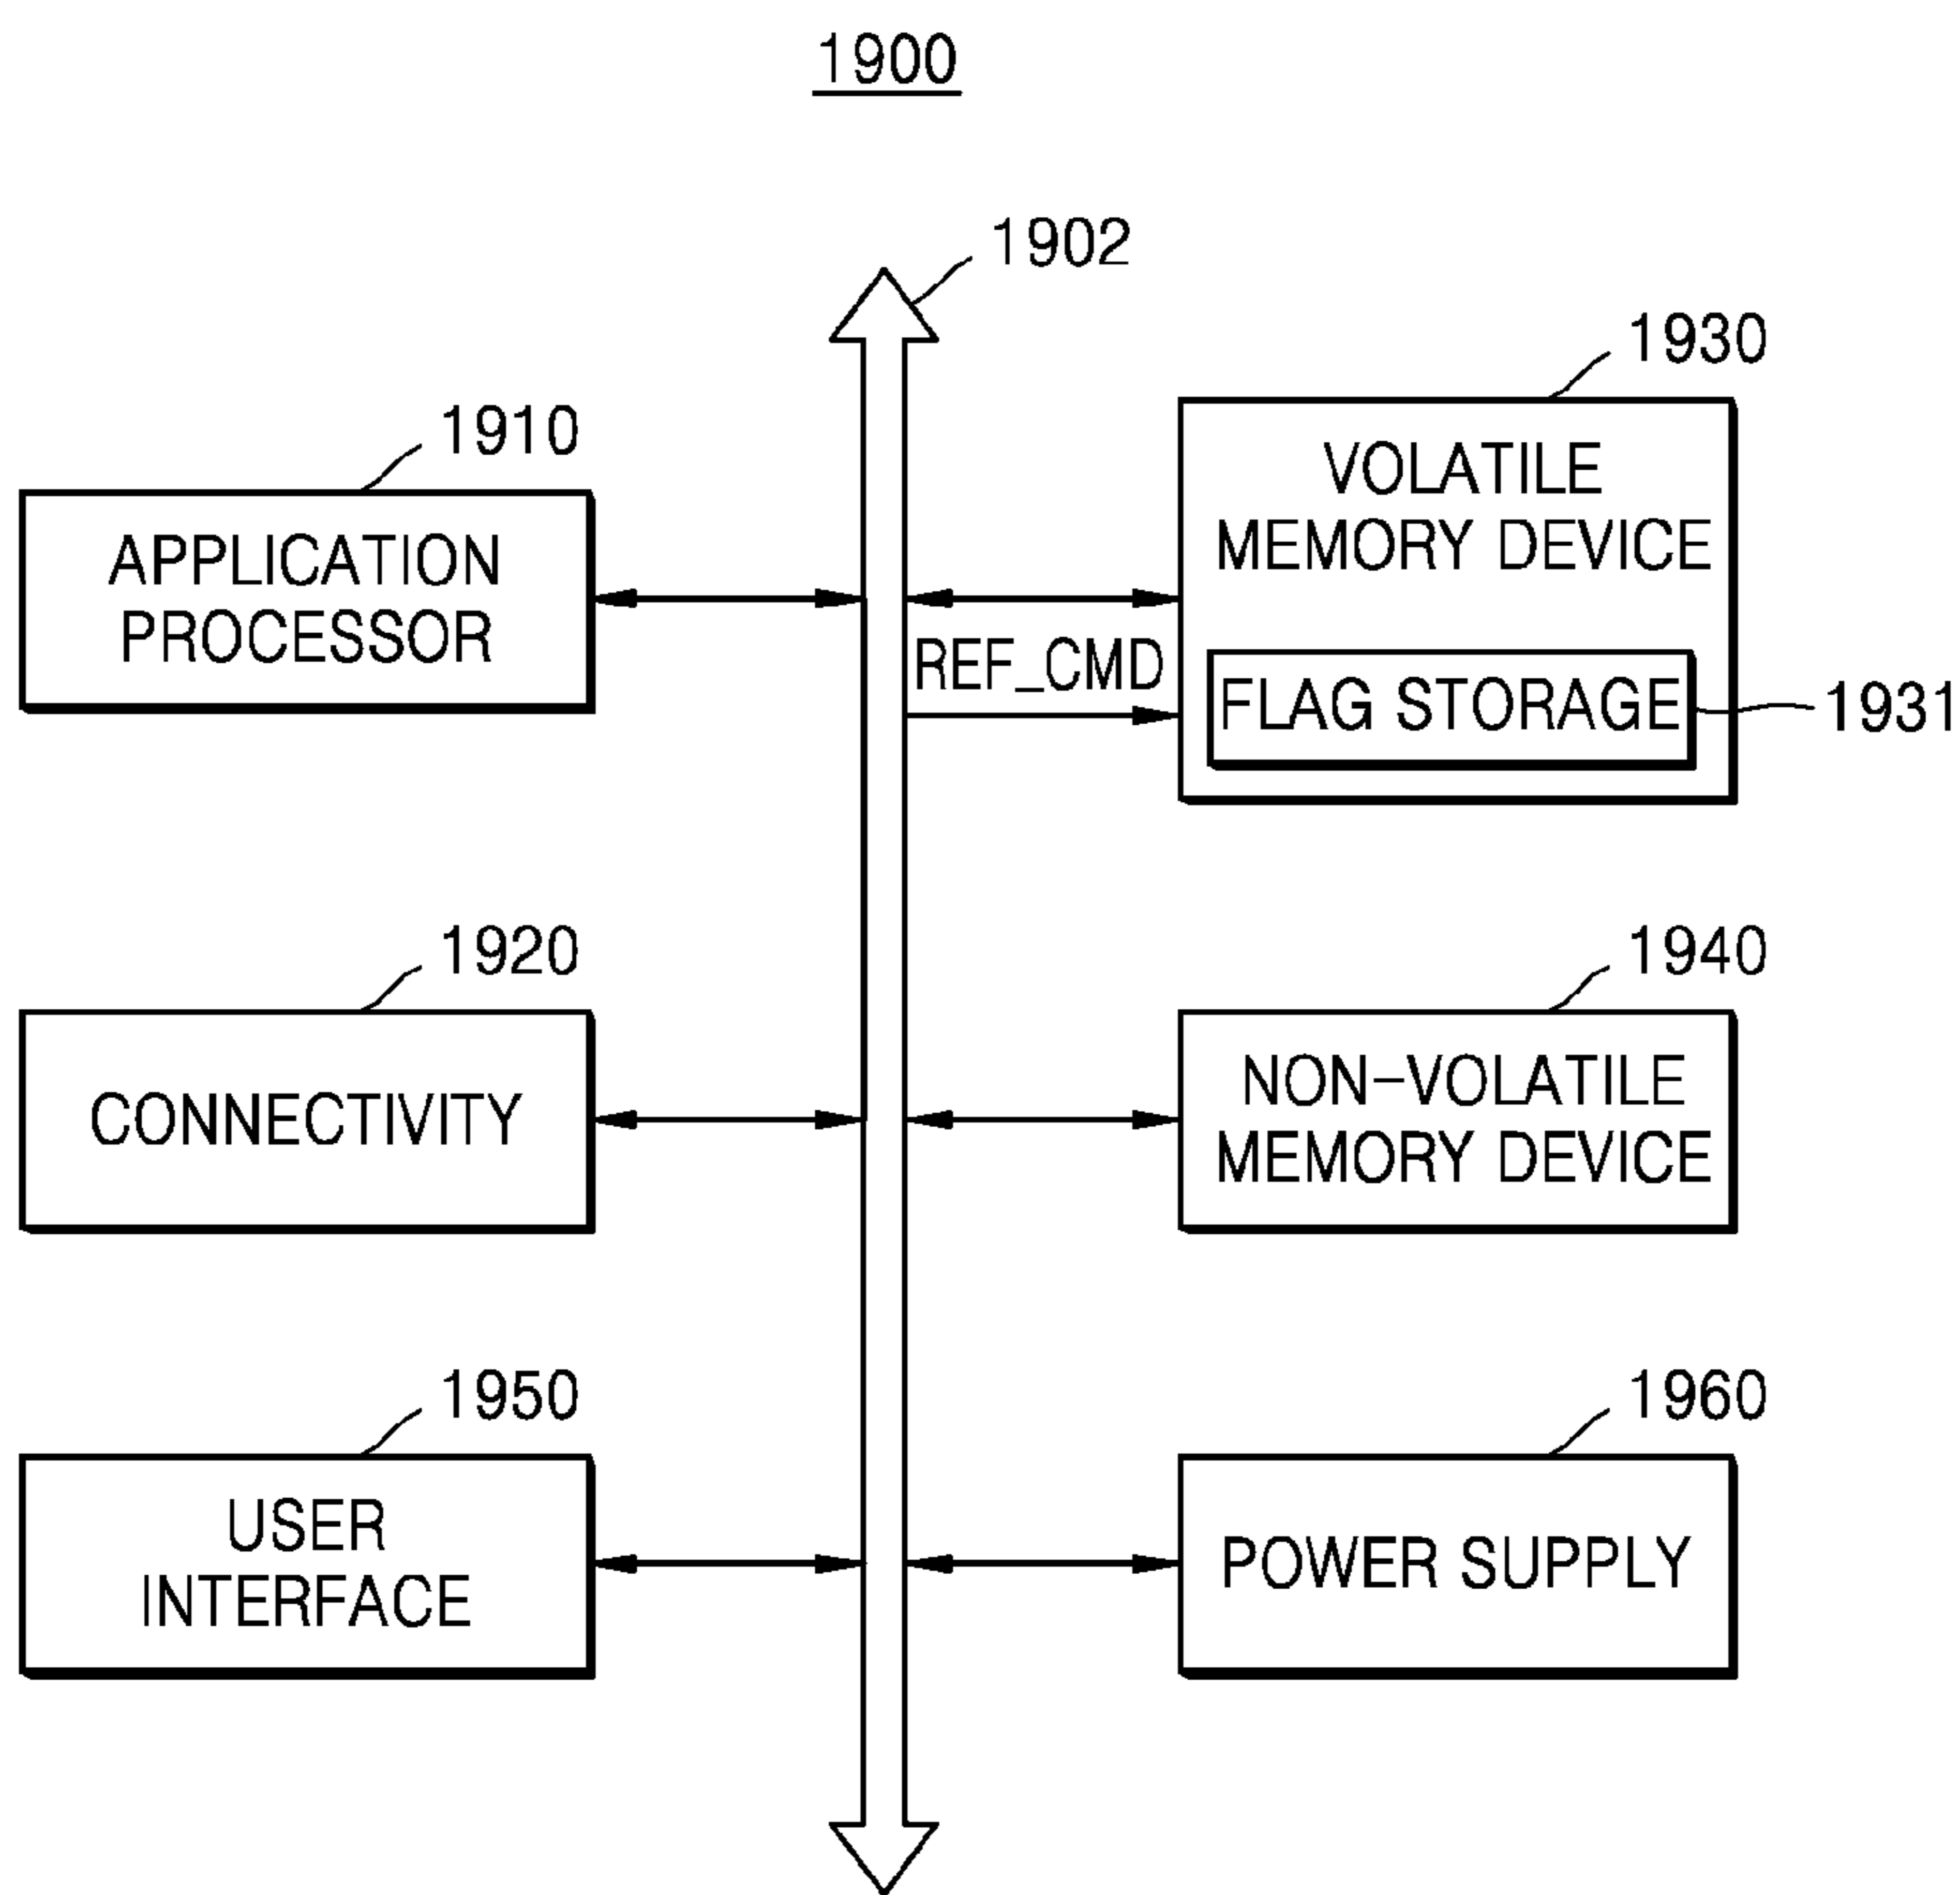 1900
1902
1930
1910
VOLATILE
MEMORY DEVICE
APPLICATION
PROCESSOR
REF_CMD
FLAG STORAGE
1931
1920
1940
CONNECTIVITY
NON-VOLATILE
MEMORY DEVICE
1950
1960
USER
INTERFACE
POWER SUPPLY